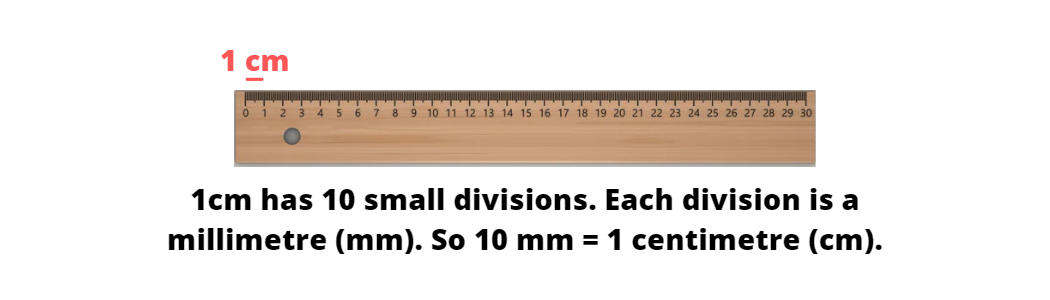 1 cm
0 1 2 3 4 5 6 7 8 9 10 11 12 13 14 15 16 17 18 19 20 21 22 23 24 25 26 27 28 29 30
1cm has 10 small divisions. Each division is a
millimetre (mm). So 10 mm = 1 centimetre (cm).